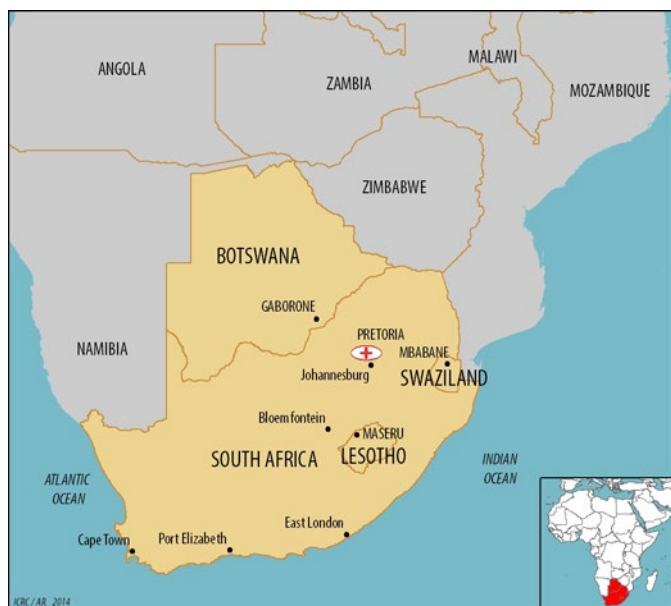 ANGOLA
ZAMBIA
MALAWI
MOZAMBIQUE
ZIMBABWE
BOTSWANA
GABORONE
NAMIBIA
PRETORIA
MBABANE
Johannesburg
SWAZILAND
Bloemfontein
MASERU
SOUTH AFRICA
LESOTHO
INDIAN
OCEAN
ATLANTIC
OCEAN
East London
Port Elizabeth
Cape Town
ICRC / AR 2014